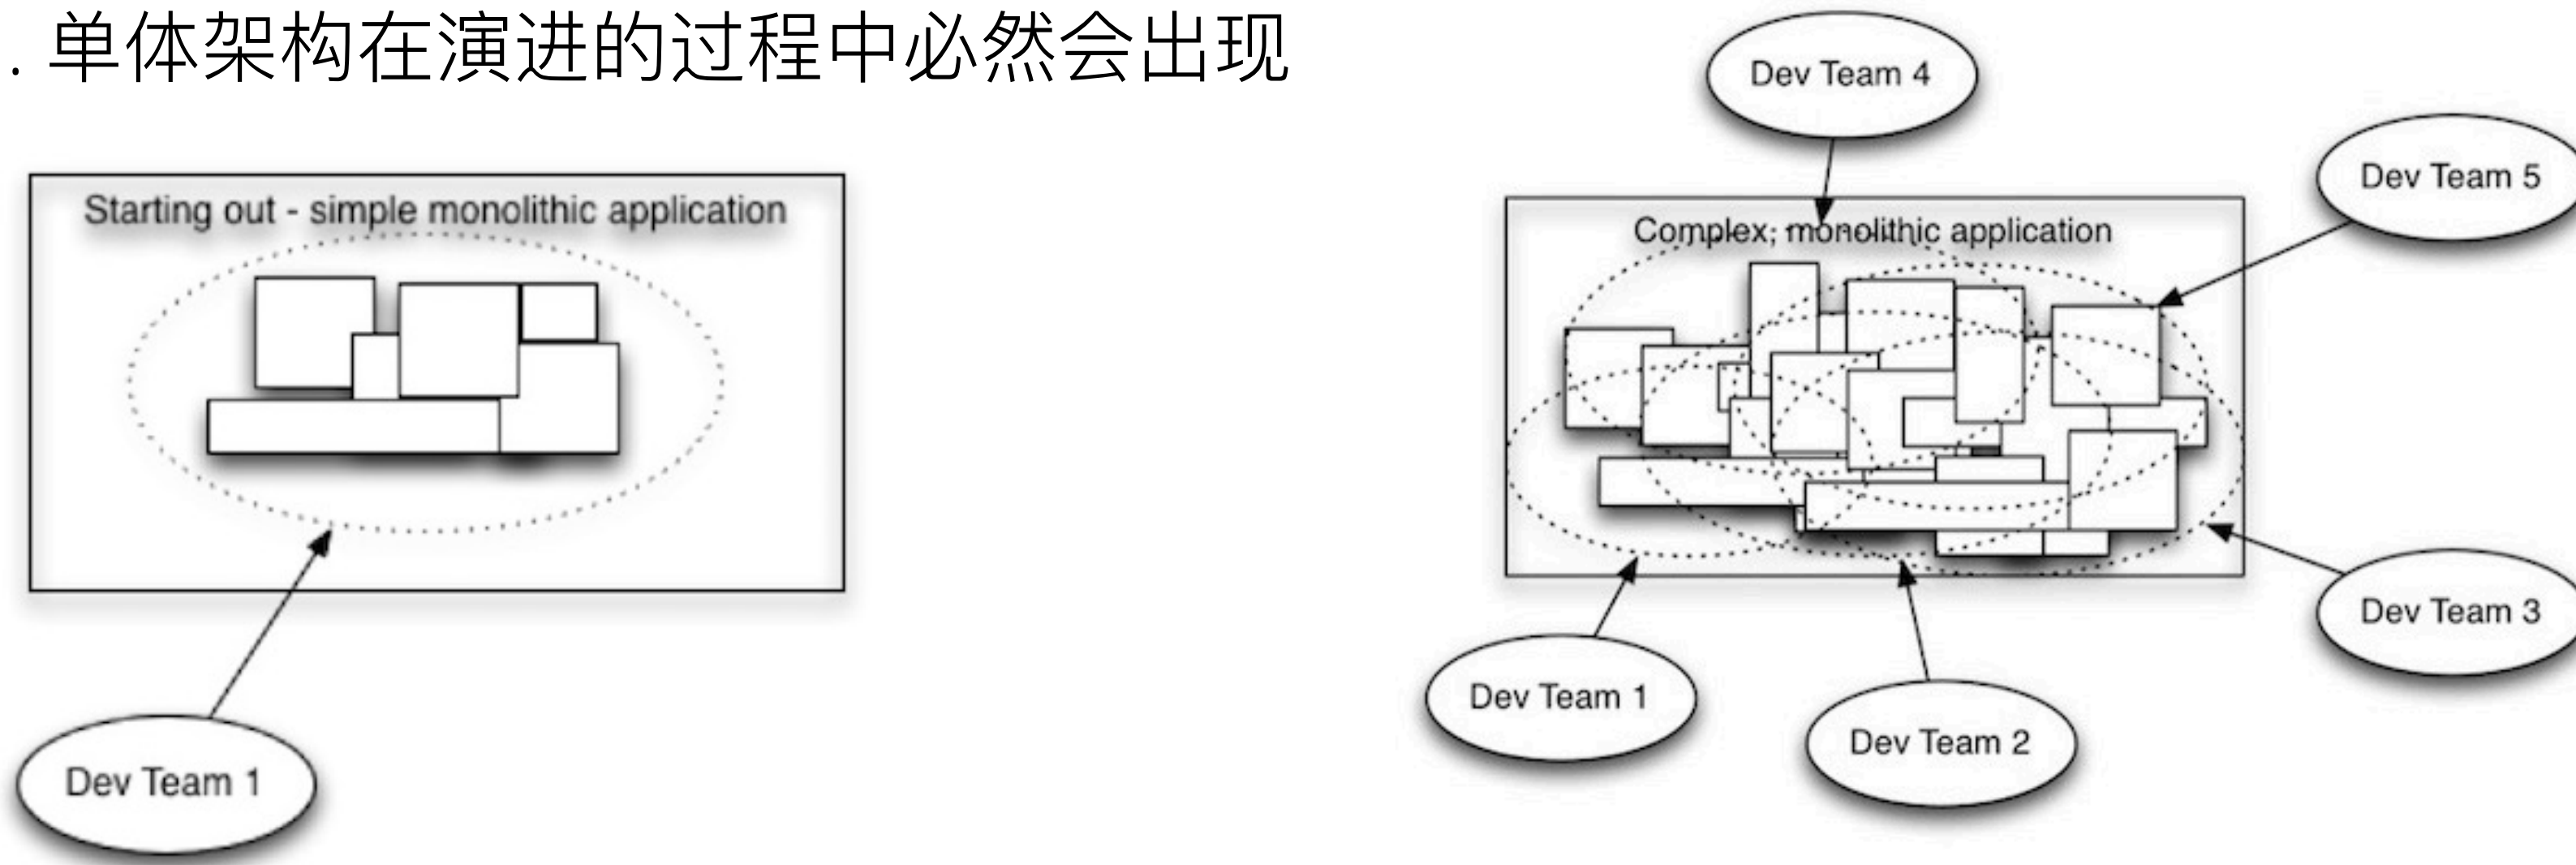 . 单体架构在演进的过程中必然会出现
Starting out - simple monolithic application
Dev Team 1
Dev Team 4
Dev Team 5
Complex, monolithic application
Dev Team 3
Dev Team 1
Dev Team 2